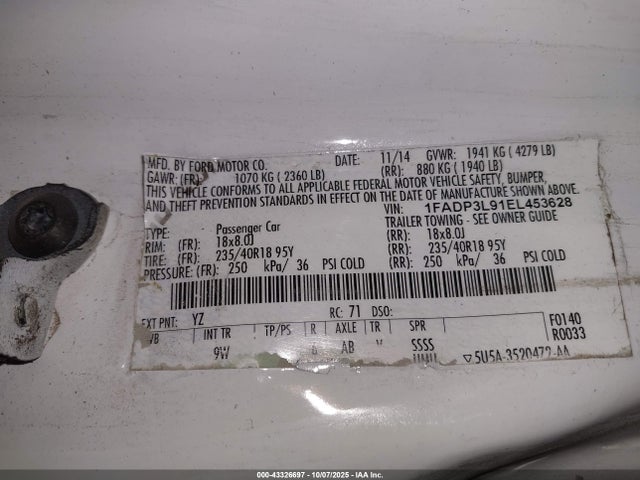 MFD. BY FORD MOTOR CO. DATE: 11/14 GVWR: 1941 KG ( 4279 LB)
GAWR: (FR) 1070 KG ( 2360 LB) (RR): 880 KG ( 1940 LB)
THIS VEHICLE CONFORMS TO ALL APPLICABLE FEDERAL MOTOR VEHICLE SAFETY, BUMPER,
AND THEFT PREVENTION STANDARDS IN EFFECT ON THE DATE OF MANUFACTURE SHOWN ABOVE.
VIN: 1FADP3L91EL453628
TYPE: Passenger Car TRAILER TOWING - SEE OWNER GUIDE
RIM: (FR) 18x8.0J (RR): 18x8.0J
TIRE: (FR) 235/40R18 95Y (RR): 235/40R18 95Y
PRESSURE: (FR) 250 kPa/ 36 PSI COLD (RR): 250 kPa/ 36 PSI COLD
EXT PNT: YZ RC: 71 DSO: F0140
INT TR TP/PS R AXLE TR SPR R0033
9W AB SSSS
5U5A-3520472-AA
000-43326697 - 10/07/2025 - IAA Inc.